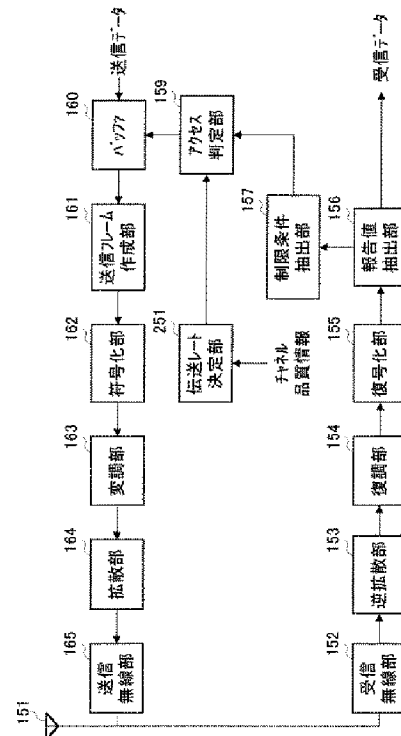 151
165
送信
無線部
164
拡散部
163
変調部
162
符号化部
161
送信フレーム
作成部
160
バッファ
送信データ
251
伝送レート
決定部
チャネル
品質情報
159
アクセス
判定部
157
制限条件
抽出部
152
受信
無線部
153
逆拡散部
154
復調部
155
復号化部
156
報告値
抽出部
受信データ